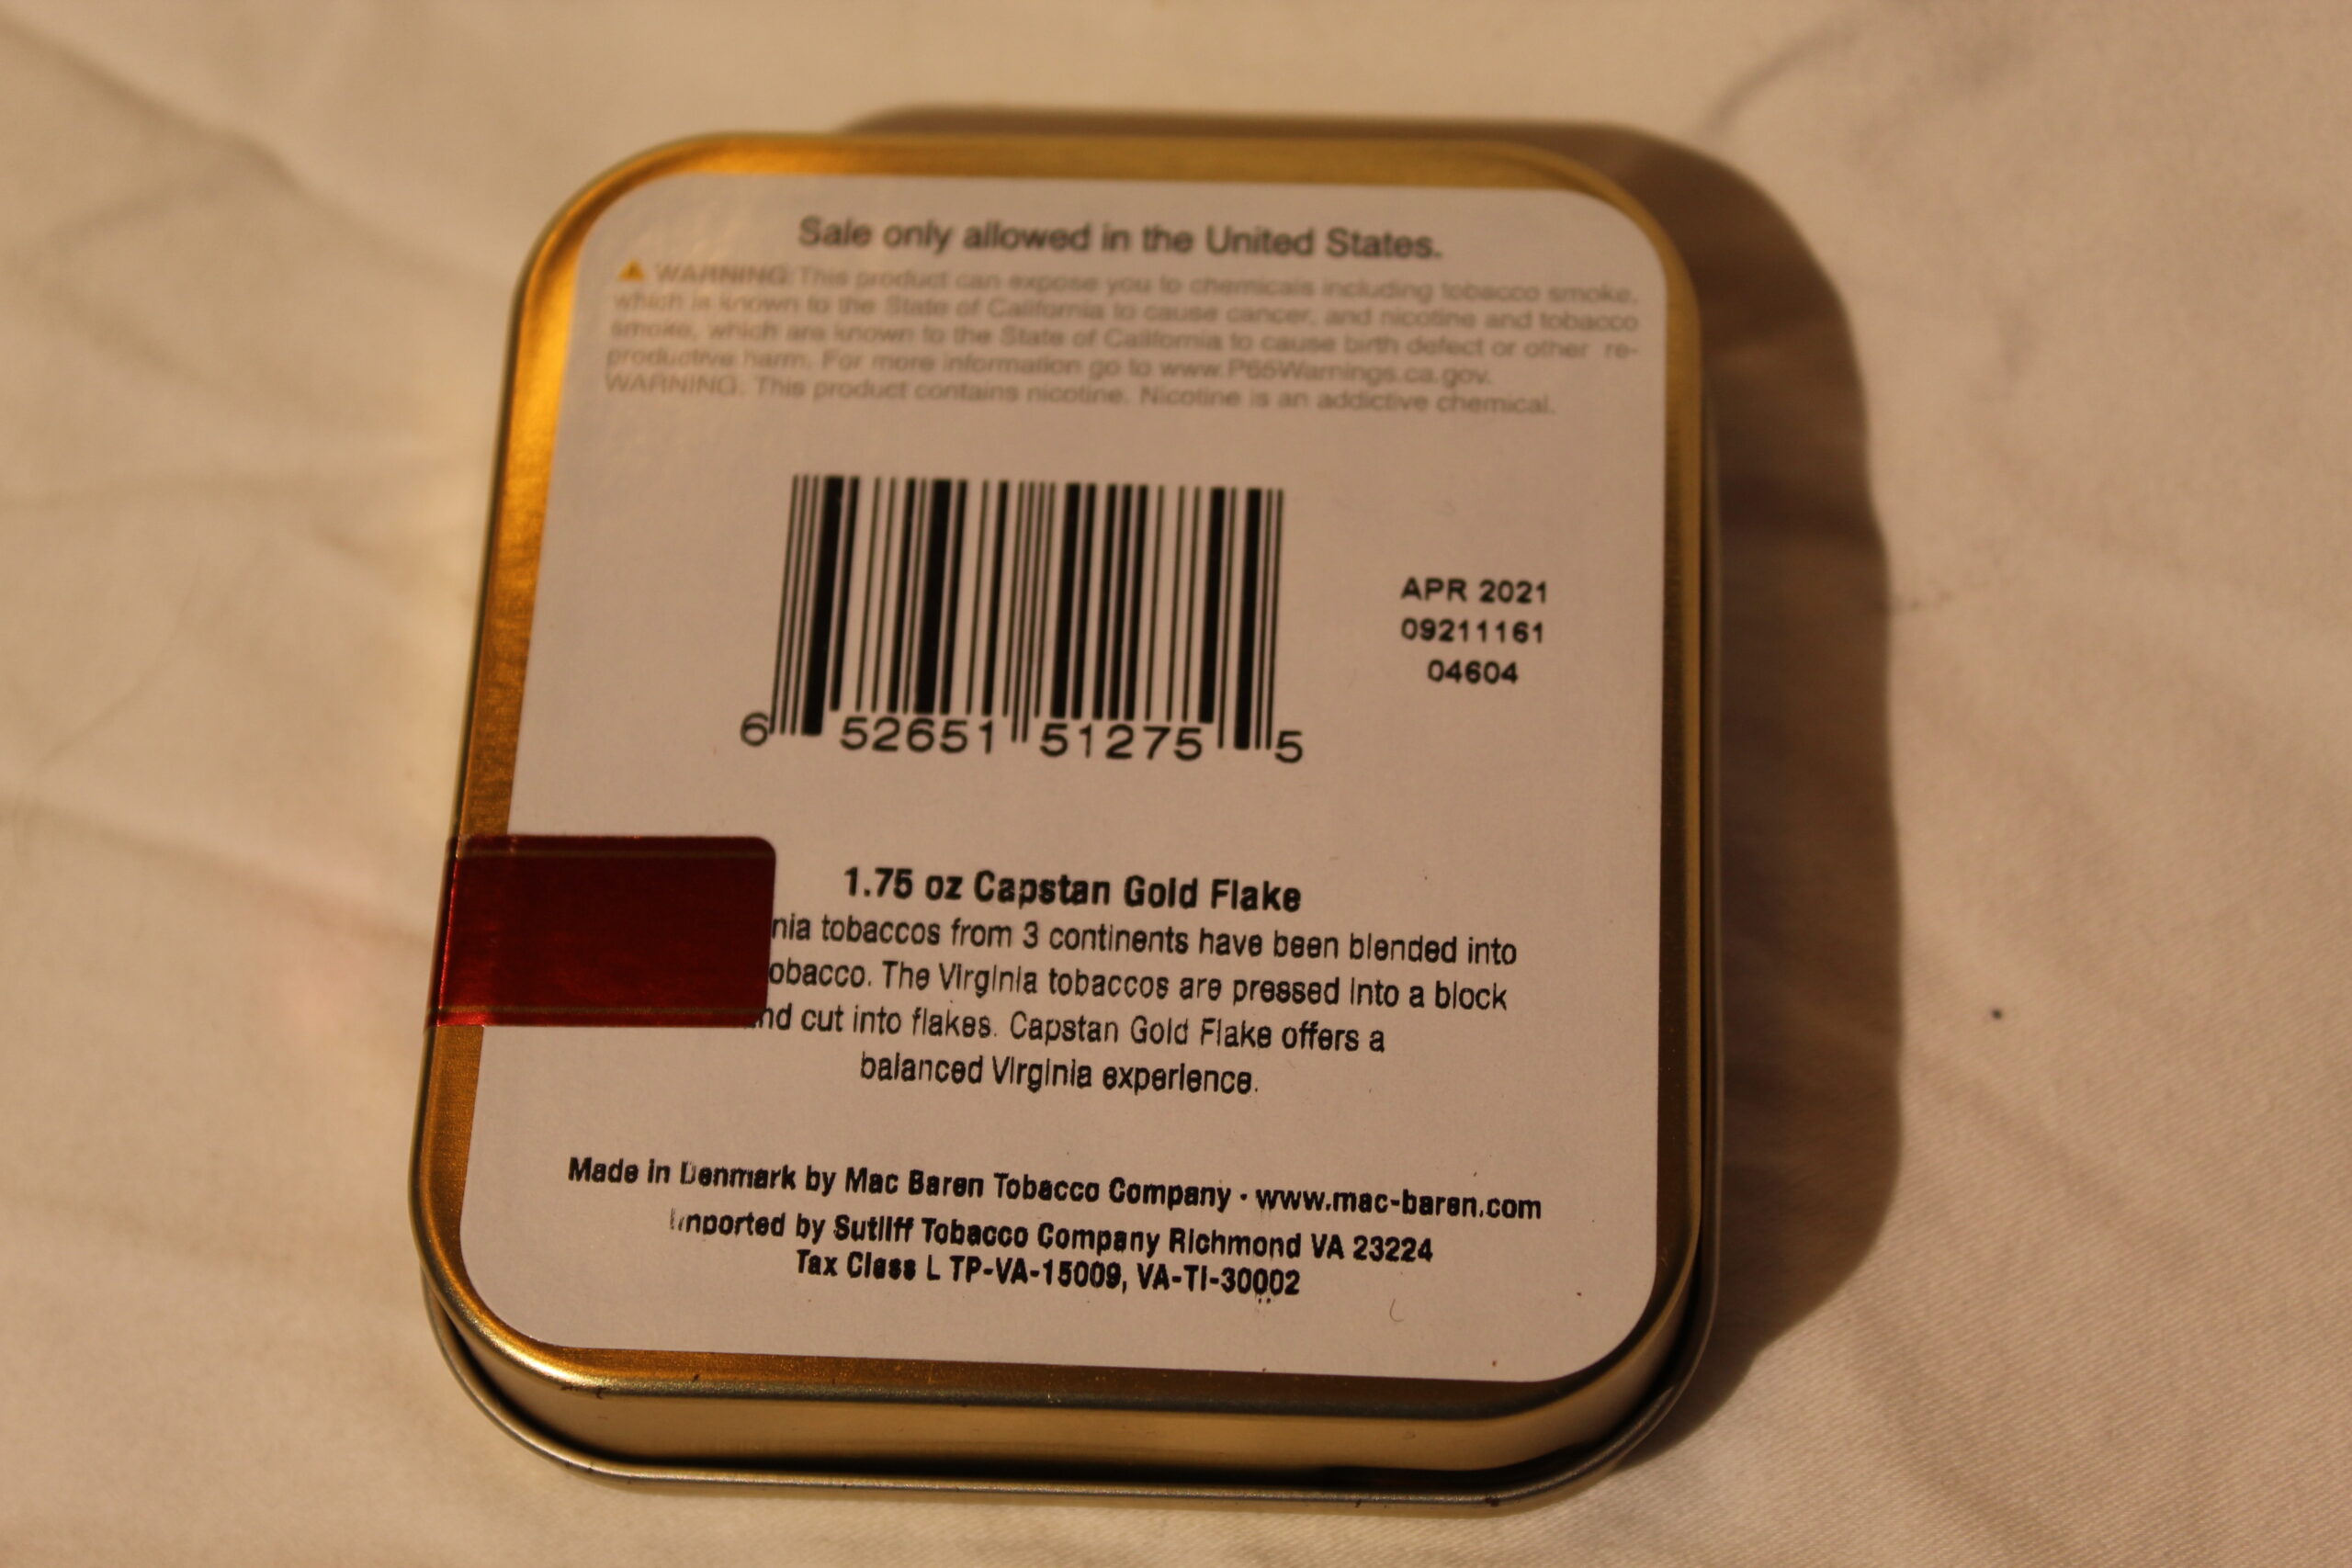 Sale only allowed in the United States.
WARNING: This product can expose you to chemicals including tobacco smoke,
which is known to the State of California to cause cancer, and nicotine and tobacco
smoke, which are known to the State of California to cause birth defect or other re-
productive harm. For more information go to www.P65Warnings.ca.gov.
WARNING: This product contains nicotine. Nicotine is an addictive chemical.
APR 2021
09211161
04604
6 52651 51275 5
1.75 oz Capstan Gold Flake
nia tobaccos from 3 continents have been blended into
obacco. The Virginia tobaccos are pressed into a block
nd cut into flakes. Capstan Gold Flake offers a
balanced Virginia experience.
Made in Denmark by Mac Baren Tobacco Company · www.mac-baren.com
Imported by Sutliff Tobacco Company Richmond VA 23224
Tax Class L TP-VA-15009, VA-TI-30002